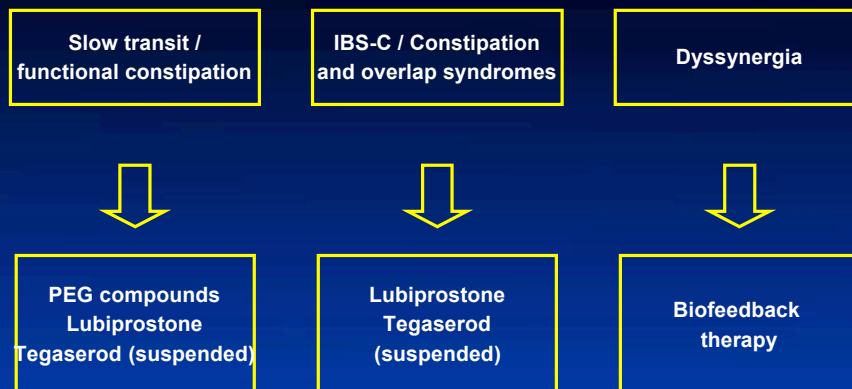 Slow transit /
functional constipation
IBS-C / Constipation
and overlap syndromes
Dyssynergia
PEG compounds
Lubiprostone
Tegaserod (suspended)
Lubiprostone
Tegaserod
(suspended)
Biofeedback
therapy